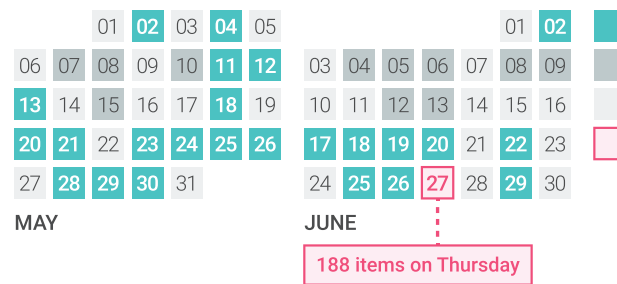 01 02 03 04 05
06 07 08 09 10 11 12
13 14 15 16 17 18 19
20 21 22 23 24 25 26
27 28 29 30 31
MAY
01 02
03 04 05 06 07 08 09
10 11 12 13 14 15 16
17 18 19 20 21 22 23
24 25 26 27 28 29 30
JUNE
188 items on Thursday